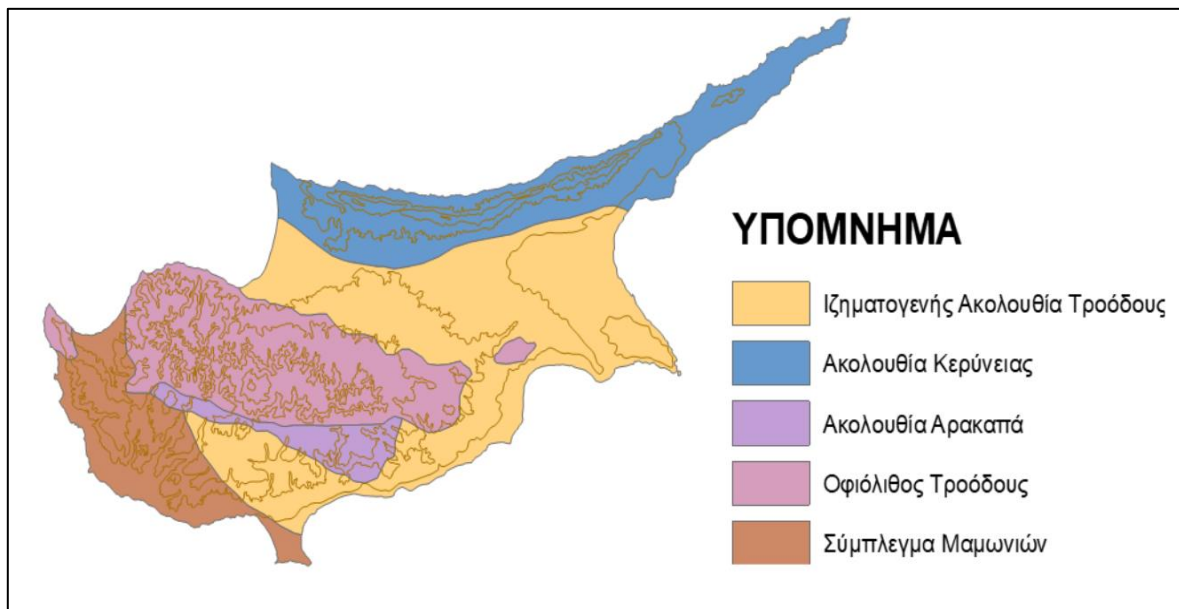 ΥΠΟΜΝΗΜΑ
Ιζηματογενής Ακολουθία Τροόδους
Ακολουθία Κερύνειας
Ακολουθία Αρακαπά
Οφιόλιθος Τροόδους
Σύμπλεγμα Μαμωνιών